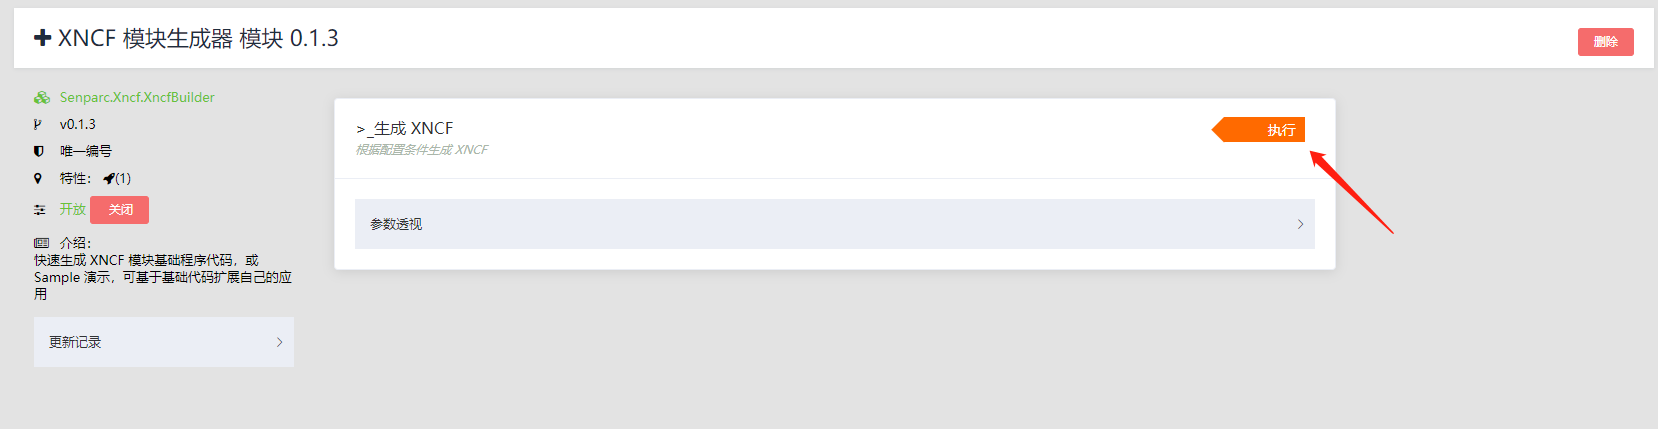 XNCF 模块生成器 模块 0.1.3
删除
Senparc.Xncf.XncfBuilder
v0.1.3
唯一编号
特性： (1)
开放 关闭
介绍：
快速生成 XNCF 模块基础程序代码，或
Sample 演示，可基于基础代码扩展自己的应
用
更新记录
>_生成 XNCF
执行
根据配置条件生成 XNCF
参数透视